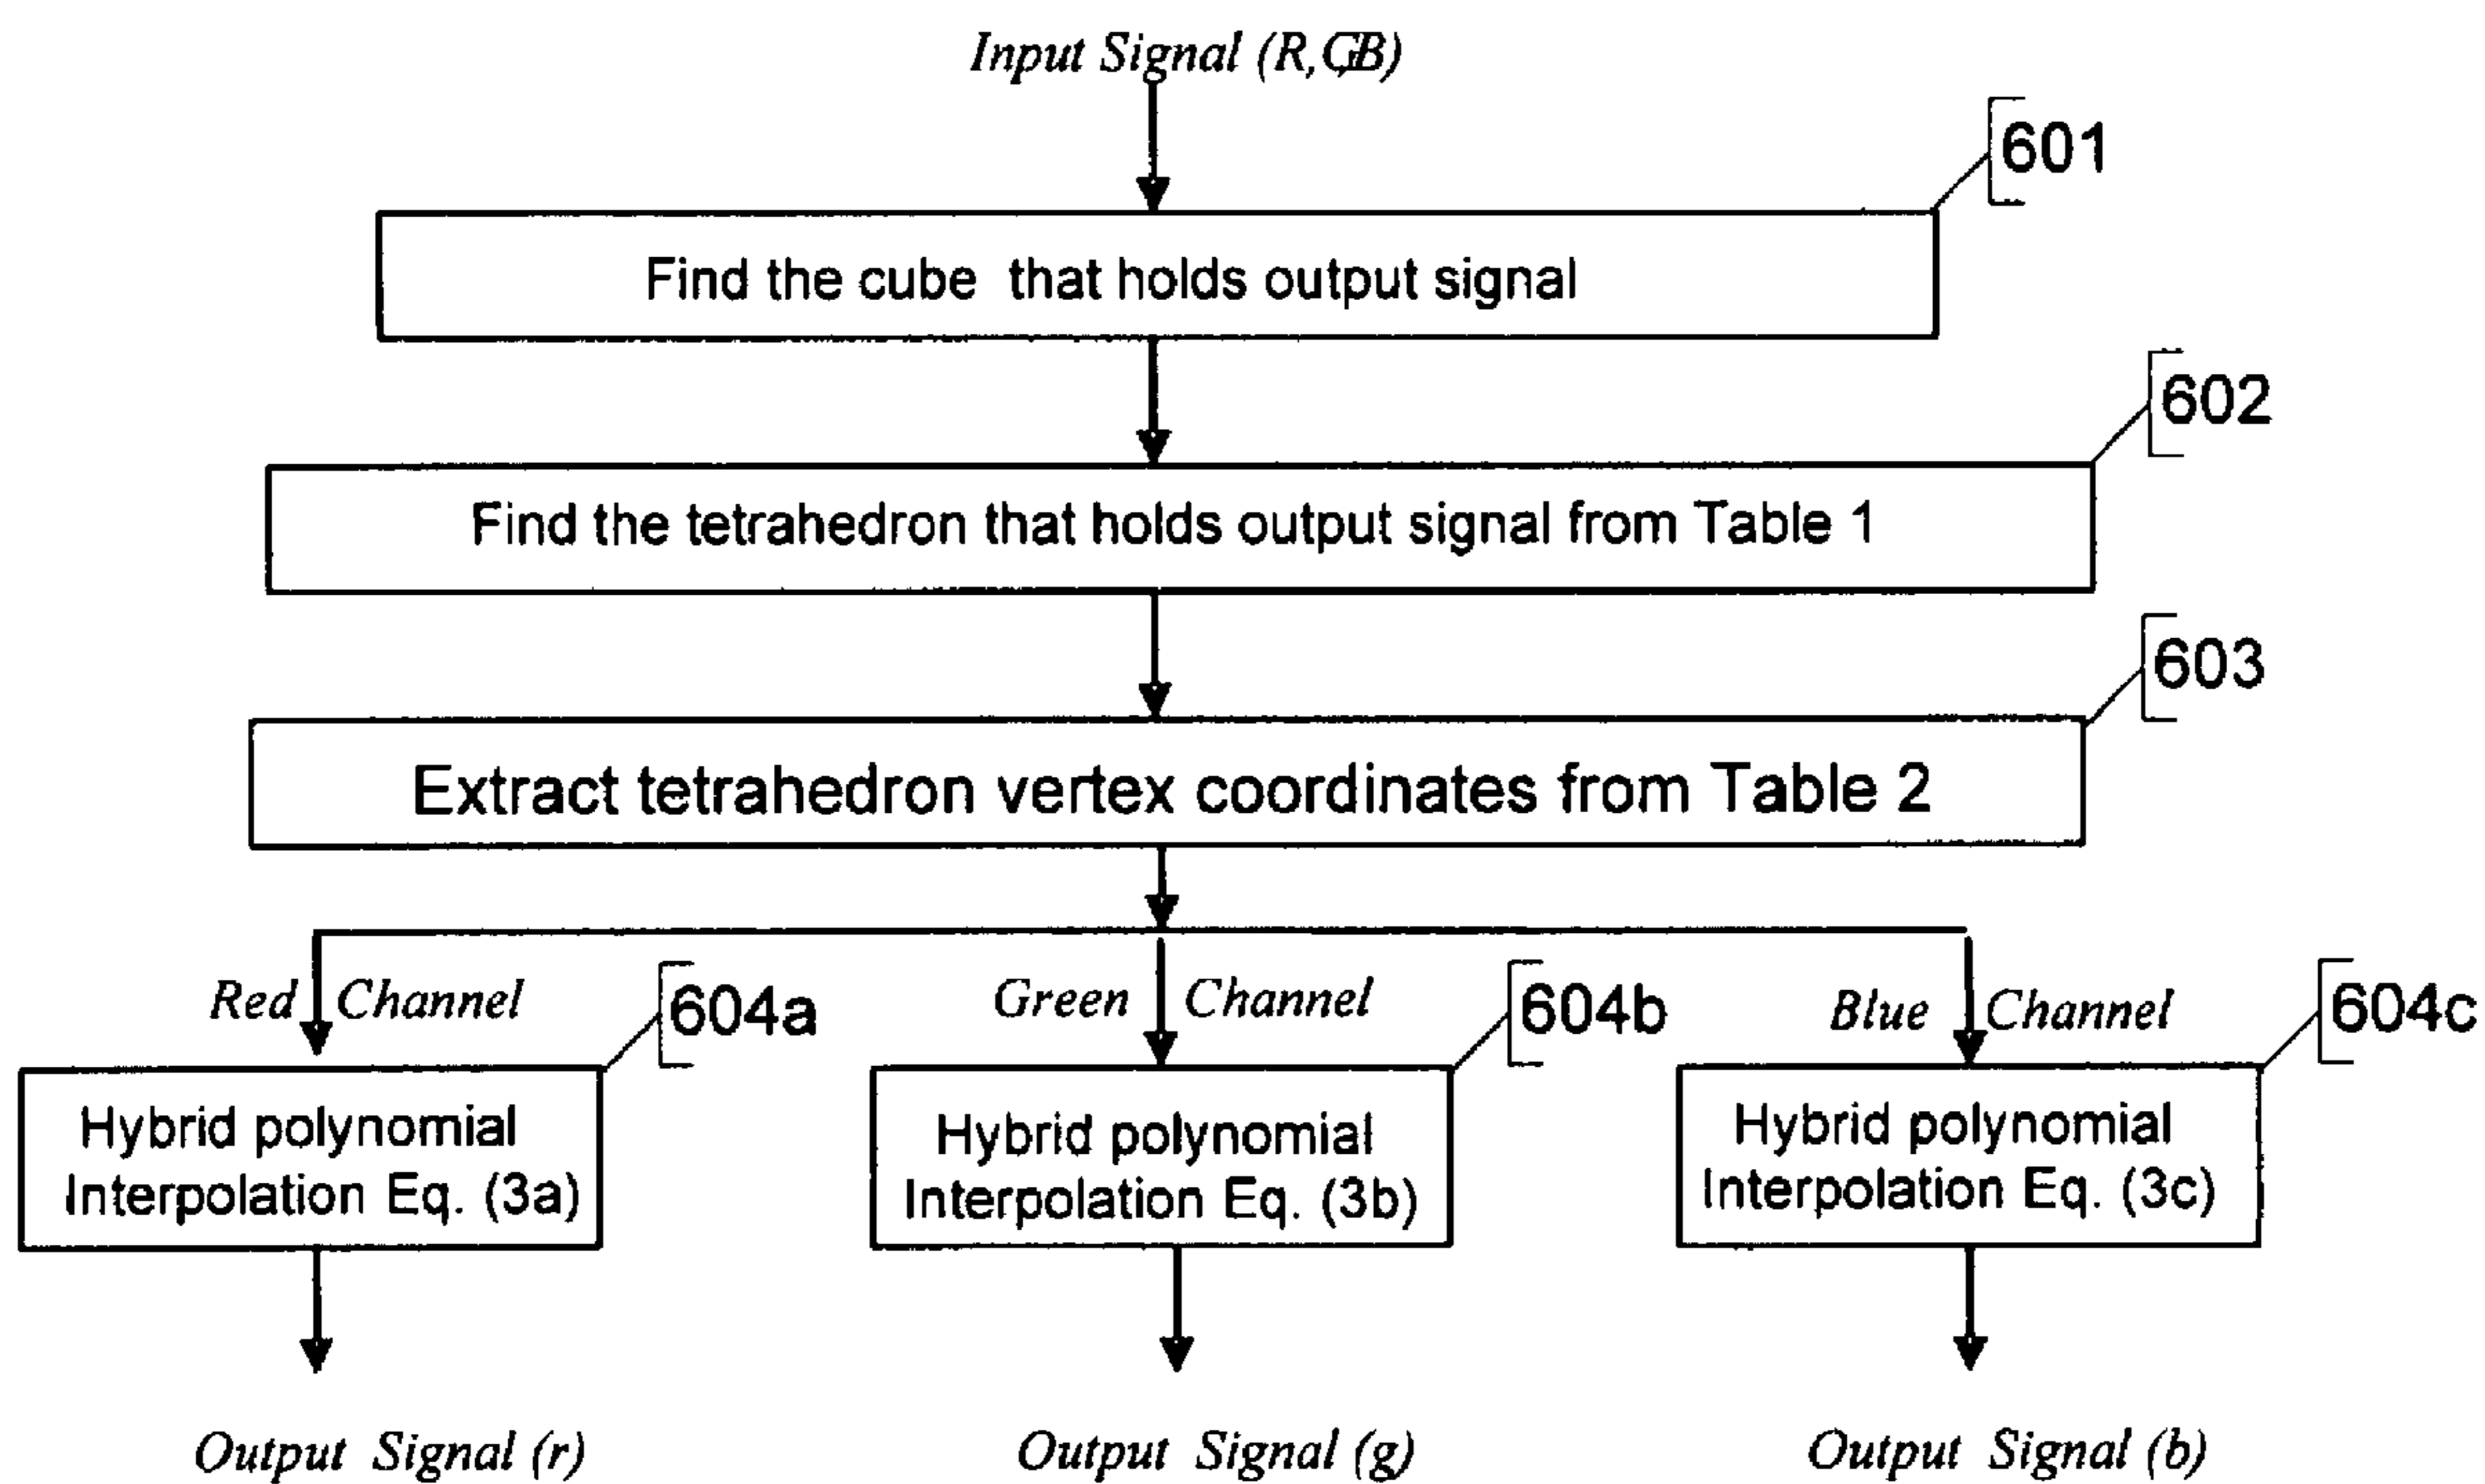 Input Signal (R,G,B)
601
Find the cube that holds output signal
602
Find the tetrahedron that holds output signal from Table 1
603
Extract tetrahedron vertex coordinates from Table 2
Red Channel
604a
Green Channel
604b
Blue Channel
604c
Hybrid polynomial
Interpolation Eq. (3a)
Hybrid polynomial
Interpolation Eq. (3b)
Hybrid polynomial
Interpolation Eq. (3c)
Output Signal (r)
Output Signal (g)
Output Signal (b)